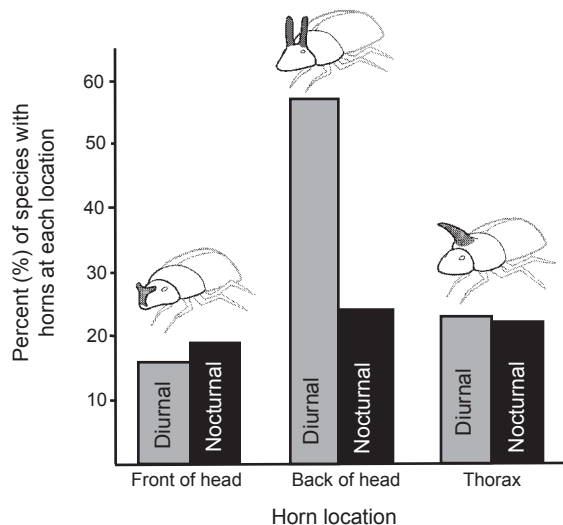 Percent (%) of species with
horns at each location
60
50
40
30
20
10
Diurnal
Nocturnal
Diurnal
Nocturnal
Diurnal
Nocturnal
Front of head
Back of head
Thorax
Horn location